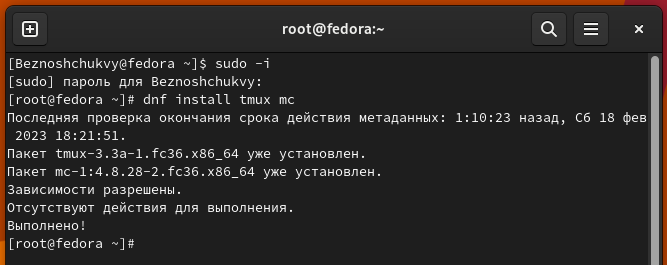 root@fedora:~
[Beznoshchukvy@fedora ~]$ sudo -i
[sudo] пароль для Beznoshchukvy:
[root@fedora ~]# dnf install tmux mc
Последняя проверка окончания срока действия метаданных: 1:10:23 назад, Сб 18 фев
 2023 18:21:51.
Пакет tmux-3.3a-1.fc36.x86_64 уже установлен.
Пакет mc-1:4.8.28-2.fc36.x86_64 уже установлен.
Зависимости разрешены.
Отсутствуют действия для выполнения.
Выполнено!
[root@fedora ~]#